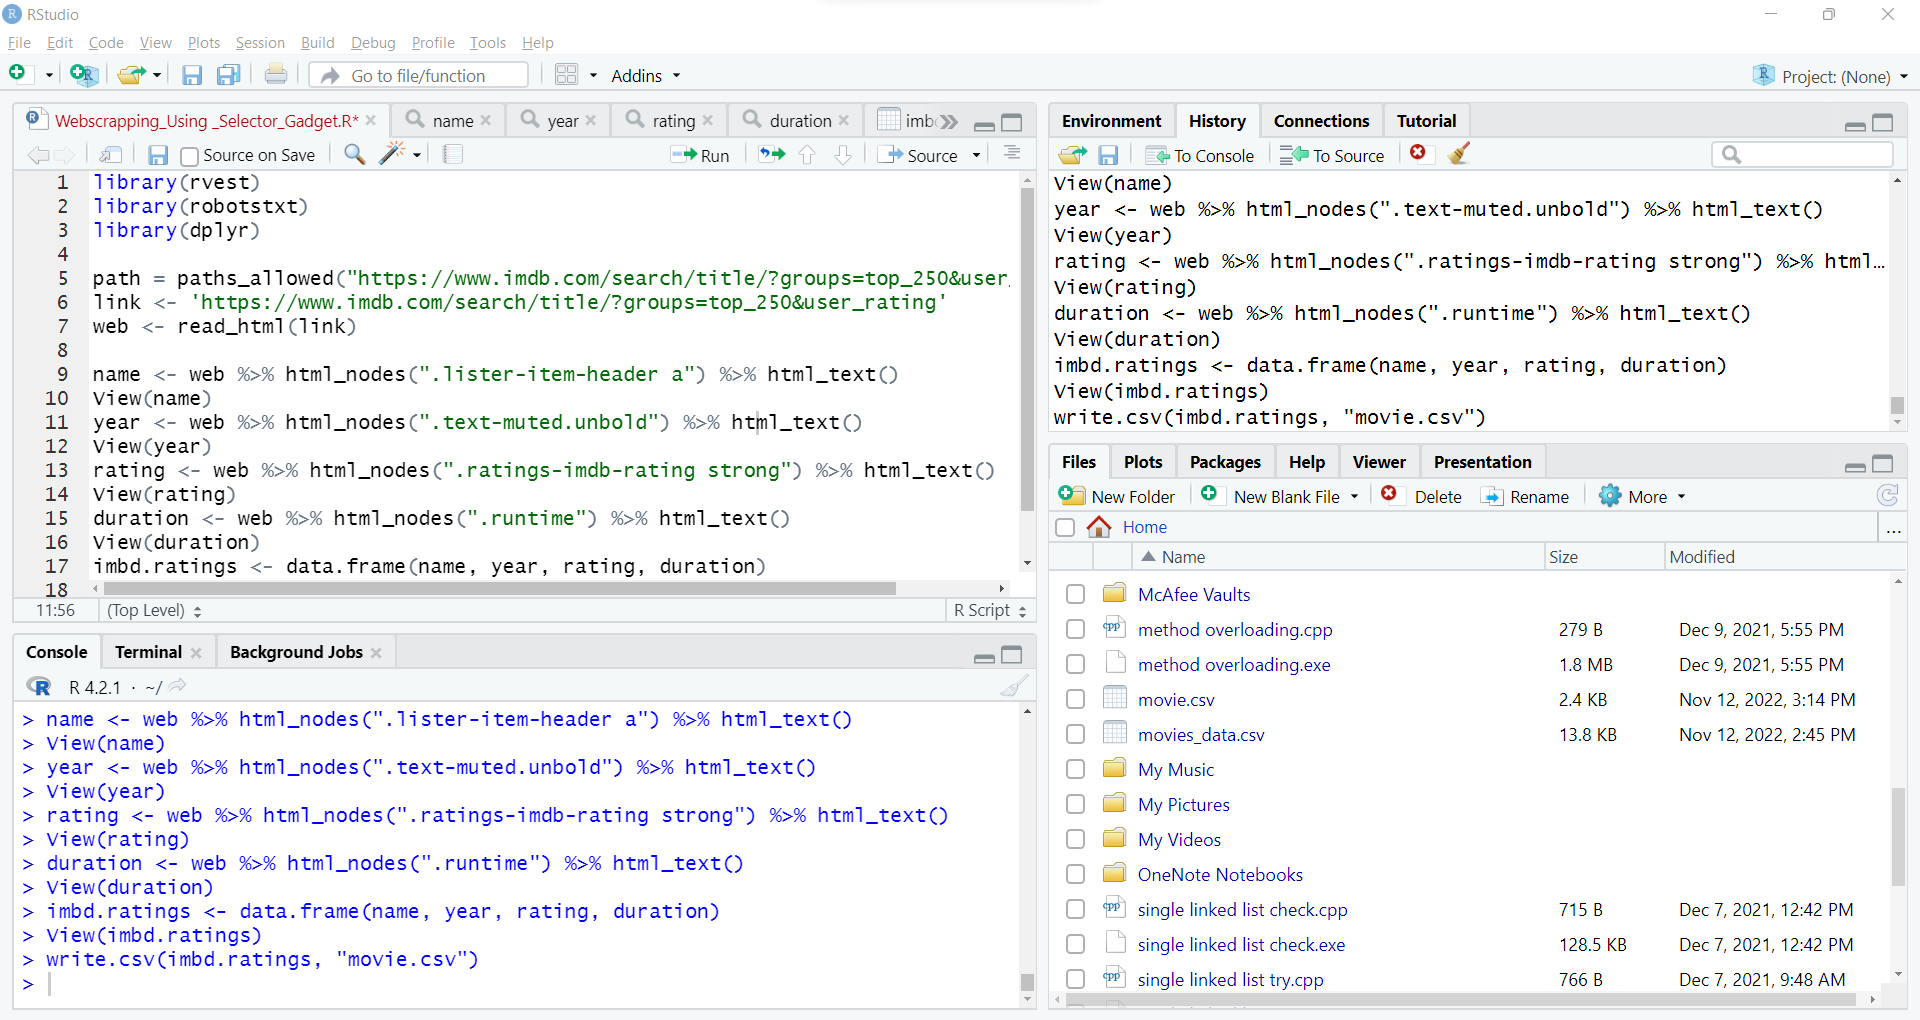 RStudio
File Edit Code View Plots Session Build Debug Profile Tools Help
Go to file/function Addins Project: (None)
Webscrapping_Using _Selector_Gadget.R* name year rating duration imb
Source on Save Run Source
1 library(rvest)
2 library(robotstxt)
3 library(dplyr)
4
5 path = paths_allowed("https://www.imdb.com/search/title/?groups=top_250&user_
6 link <- 'https://www.imdb.com/search/title/?groups=top_250&user_rating'
7 web <- read_html(link)
8
9 name <- web %>% html_nodes(".lister-item-header a") %>% html_text()
10 View(name)
11 year <- web %>% html_nodes(".text-muted.unbold") %>% html_text()
12 View(year)
13 rating <- web %>% html_nodes(".ratings-imdb-rating strong") %>% html_text()
14 View(rating)
15 duration <- web %>% html_nodes(".runtime") %>% html_text()
16 View(duration)
17 imbd.ratings <- data.frame(name, year, rating, duration)
18
11:56 (Top Level) R Script
Console Terminal Background Jobs
R 4.2.1 · ~/
> name <- web %>% html_nodes(".lister-item-header a") %>% html_text()
> View(name)
> year <- web %>% html_nodes(".text-muted.unbold") %>% html_text()
> View(year)
> rating <- web %>% html_nodes(".ratings-imdb-rating strong") %>% html_text()
> View(rating)
> duration <- web %>% html_nodes(".runtime") %>% html_text()
> View(duration)
> imbd.ratings <- data.frame(name, year, rating, duration)
> View(imbd.ratings)
> write.csv(imbd.ratings, "movie.csv")
>
Environment History Connections Tutorial
To Console To Source
View(name)
year <- web %>% html_nodes(".text-muted.unbold") %>% html_text()
View(year)
rating <- web %>% html_nodes(".ratings-imdb-rating strong") %>% html...
View(rating)
duration <- web %>% html_nodes(".runtime") %>% html_text()
View(duration)
imbd.ratings <- data.frame(name, year, rating, duration)
View(imbd.ratings)
write.csv(imbd.ratings, "movie.csv")
Files Plots Packages Help Viewer Presentation
New Folder New Blank File Delete Rename More
Home ...
Name Size Modified
McAfee Vaults
method overloading.cpp 279 B Dec 9, 2021, 5:55 PM
method overloading.exe 1.8 MB Dec 9, 2021, 5:55 PM
movie.csv 2.4 KB Nov 12, 2022, 3:14 PM
movies_data.csv 13.8 KB Nov 12, 2022, 2:45 PM
My Music
My Pictures
My Videos
OneNote Notebooks
single linked list check.cpp 715 B Dec 7, 2021, 12:42 PM
single linked list check.exe 128.5 KB Dec 7, 2021, 12:42 PM
single linked list try.cpp 766 B Dec 7, 2021, 9:48 AM